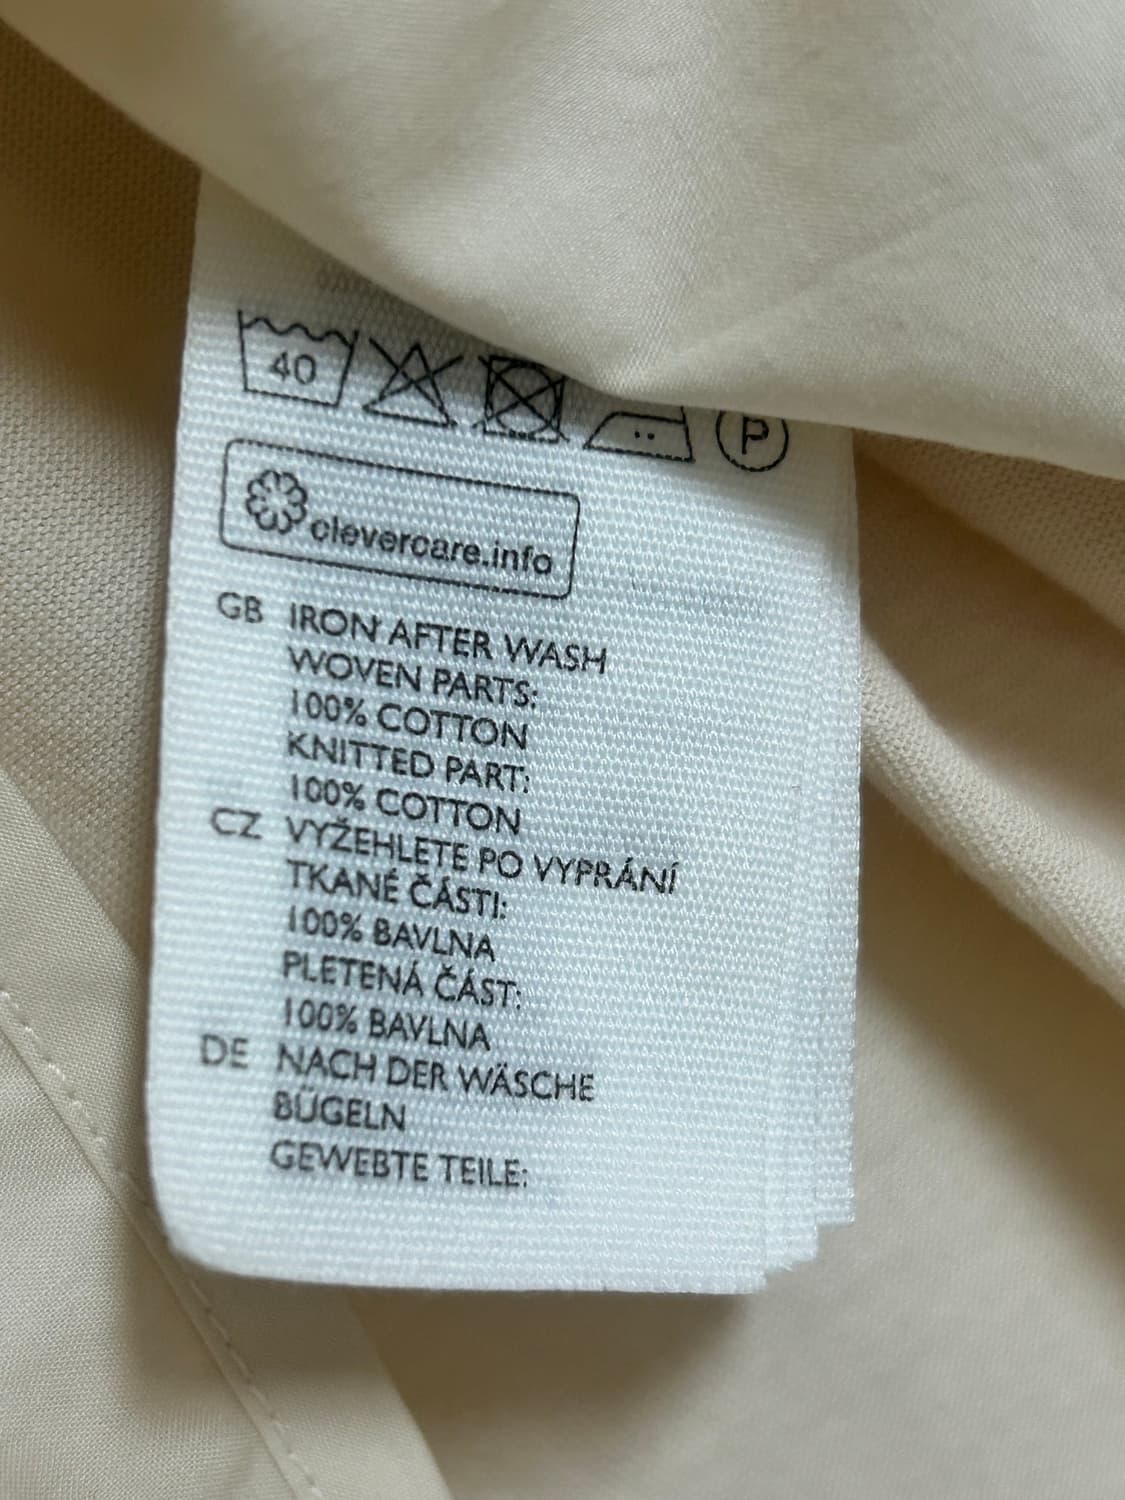 40
P
clevercare.info
GB IRON AFTER WASH
WOVEN PARTS:
100% COTTON
KNITTED PART:
100% COTTON
CZ VYŽEHLETE PO VYPRÁNÍ
TKANÉ ČÁSTI:
100% BAVLNA
PLETENÁ ČÁST:
100% BAVLNA
DE NACH DER WÄSCHE
BÜGELN
GEWEBTE TEILE: